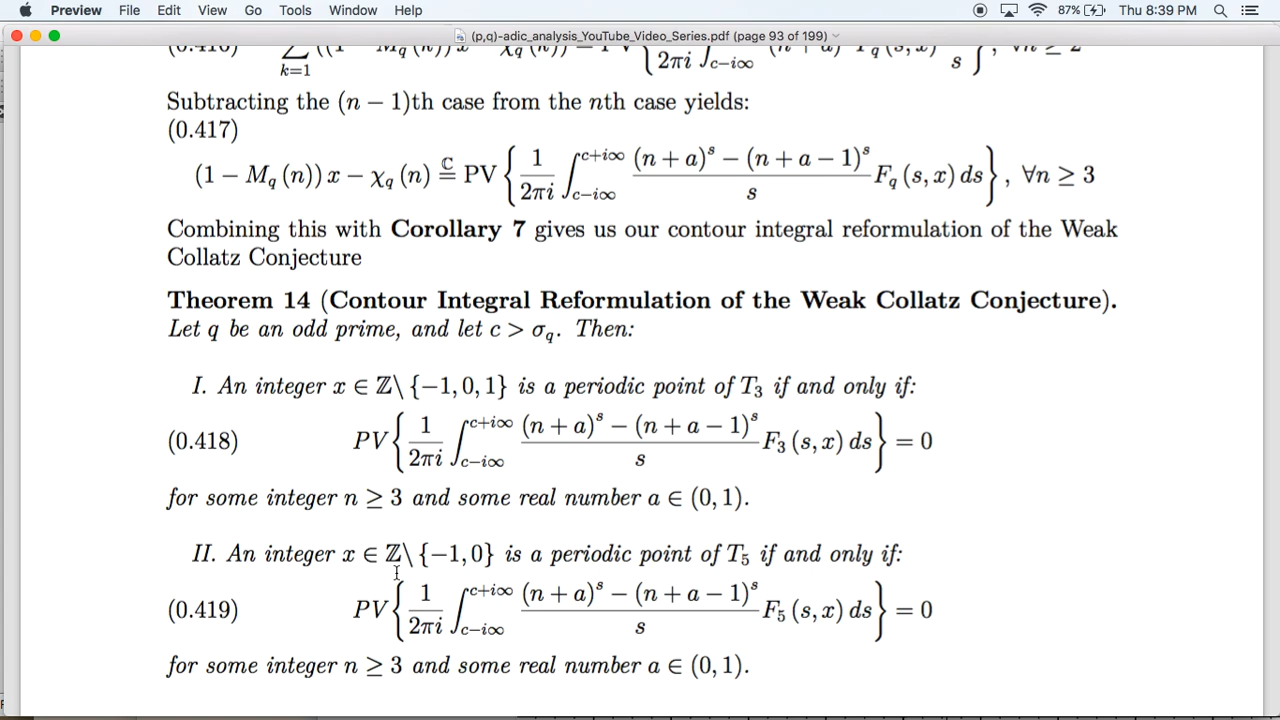 Preview File Edit View Go Tools Window Help 87% Thu 8:39 PM
(p,q)-adic_analysis_YouTube_Video_Series.pdf (page 93 of 199)
k=1 2πi ∫c−i∞ s
Subtracting the (n − 1)th case from the nth case yields:
(0.417)
(1 − M_q (n)) x − χ_q (n) \overset{ℂ}{=} PV { 1/2πi ∫_{c−i∞}^{c+i∞} ((n + a)^s − (n + a − 1)^s)/s F_q (s, x) ds } , ∀n ≥ 3
Combining this with Corollary 7 gives us our contour integral reformulation of the Weak
Collatz Conjecture
Theorem 14 (Contour Integral Reformulation of the Weak Collatz Conjecture).
Let q be an odd prime, and let c > σ_q. Then:
I. An integer x ∈ ℤ\ {−1, 0, 1} is a periodic point of T_3 if and only if:
(0.418) PV { 1/2πi ∫_{c−i∞}^{c+i∞} ((n + a)^s − (n + a − 1)^s)/s F_3 (s, x) ds } = 0
for some integer n ≥ 3 and some real number a ∈ (0, 1).
II. An integer x ∈ ℤ\ {−1, 0} is a periodic point of T_5 if and only if:
(0.419) PV { 1/2πi ∫_{c−i∞}^{c+i∞} ((n + a)^s − (n + a − 1)^s)/s F_5 (s, x) ds } = 0
for some integer n ≥ 3 and some real number a ∈ (0, 1).